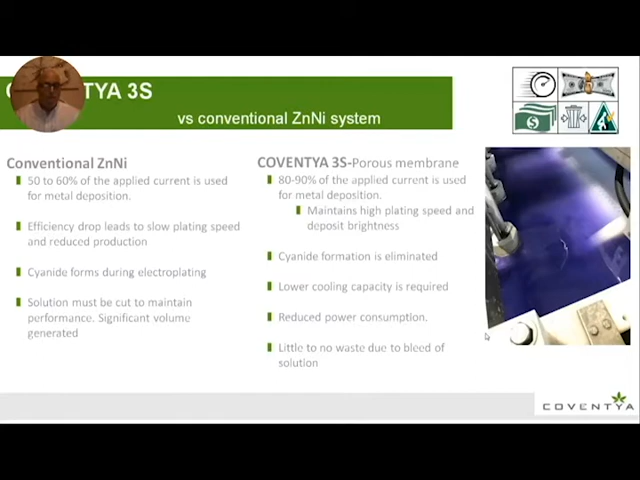 TYA 3S
vs conventional ZnNi system
Conventional ZnNi
50 to 60% of the applied current is used
for metal deposition.
Efficiency drop leads to slow plating speed
and reduced production
Cyanide forms during electroplating
Solution must be cut to maintain
performance. Significant volume
generated
COVENTYA 3S-Porous membrane
80-90% of the applied current is used
for metal deposition.
Maintains high plating speed and
deposit brightness
Cyanide formation is eliminated
Lower cooling capacity is required
Reduced power consumption.
Little to no waste due to bleed of
solution
COVENTYA